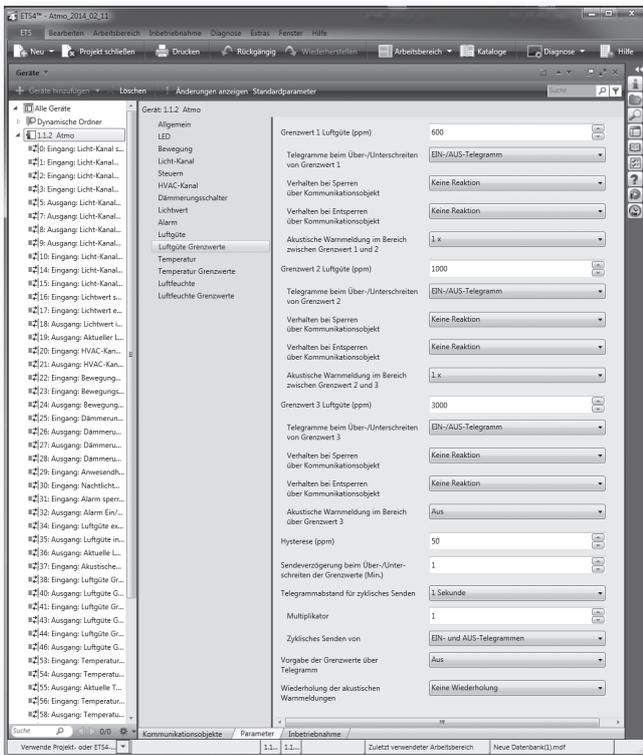 ETS4™ - Atmo_2014_02_11
ETS Bearbeiten Arbeitsbereich Inbetriebnahme Diagnose Extras Fenster Hilfe
Neu Projekt schließen Drucken Rückgängig Wiederherstellen Arbeitsbereich Kataloge Diagnose Hilfe
Geräte
Geräte hinzufügen Löschen Änderungen anzeigen Standardparameter Suche
Alle Geräte
Dynamische Ordner
1.1.2 Atmo
0: Eingang: Licht-Kanal s...
1: Eingang: Licht-Kanal...
2: Eingang: Licht-Kanal...
3: Eingang: Licht-Kanal...
5: Ausgang: Licht-Kanal...
7: Ausgang: Licht-Kanal...
8: Ausgang: Licht-Kanal...
9: Ausgang: Licht-Kanal...
10: Eingang: Licht-Kanal...
14: Eingang: Licht-Kanal...
15: Eingang: Licht-Kanal...
16: Eingang: Lichtwert s...
17: Eingang: Lichtwert e...
18: Ausgang: Lichtwert i...
19: Ausgang: Aktueller L...
20: Eingang: HVAC-Kan...
21: Ausgang: HVAC-Kan...
22: Eingang: Bewegung...
23: Eingang: Bewegungs...
24: Ausgang: Bewegung...
25: Eingang: Dämmerun...
26: Ausgang: Dämmeru...
27: Ausgang: Dämmeru...
28: Ausgang: Dämmeru...
29: Eingang: Anwesendh...
30: Eingang: Nachtlicht...
31: Eingang: Alarm sperr...
32: Ausgang: Alarm Ein/...
34: Eingang: Luftgüte ex...
35: Ausgang: Luftgüte in...
36: Ausgang: Aktuelle L...
37: Eingang: Akustische...
38: Eingang: Luftgüte Gr...
40: Ausgang: Luftgüte G...
41: Eingang: Luftgüte Gr...
43: Ausgang: Luftgüte G...
44: Eingang: Luftgüte Gr...
46: Ausgang: Luftgüte G...
53: Eingang: Temperatur...
54: Ausgang: Temperatu...
55: Ausgang: Aktuelle T...
56: Eingang: Temperatur...
58: Ausgang: Temperatu...
Suche 0/0
Gerät: 1.1.2 Atmo
Allgemein
LED
Bewegung
Licht-Kanal
Steuern
HVAC-Kanal
Dämmerungsschalter
Lichtwert
Alarm
Luftgüte
Luftgüte Grenzwerte
Temperatur
Temperatur Grenzwerte
Luftfeuchte
Luftfeuchte Grenzwerte
Grenzwert 1 Luftgüte (ppm) 600
Telegramme beim Über-/Unterschreiten EIN-/AUS-Telegramm
von Grenzwert 1
Verhalten bei Sperren Keine Reaktion
über Kommunikationsobjekt
Verhalten bei Entsperren Keine Reaktion
über Kommunikationsobjekt
Akustische Warnmeldung im Bereich 1 x
zwischen Grenzwert 1 und 2
Grenzwert 2 Luftgüte (ppm) 1000
Telegramme beim Über-/Unterschreiten EIN-/AUS-Telegramm
von Grenzwert 2
Verhalten bei Sperren Keine Reaktion
über Kommunikationsobjekt
Verhalten bei Entsperren Keine Reaktion
über Kommunikationsobjekt
Akustische Warnmeldung im Bereich 1 x
zwischen Grenzwert 2 und 3
Grenzwert 3 Luftgüte (ppm) 3000
Telegramme beim Über-/Unterschreiten EIN-/AUS-Telegramm
von Grenzwert 3
Verhalten bei Sperren Keine Reaktion
über Kommunikationsobjekt
Verhalten bei Entsperren Keine Reaktion
über Kommunikationsobjekt
Akustische Warnmeldung im Bereich Aus
über Grenzwert 3
Hysterese (ppm) 50
Sendeverzögerung beim Über-/Unter- 1
schreiten der Grenzwerte (Min.)
Telegrammabstand für zyklisches Senden 1 Sekunde
Multiplikator 1
Zyklisches Senden von EIN- und AUS-Telegrammen
Vorgabe der Grenzwerte über Aus
Telegramm
Wiederholung der akustischen Keine Wiederholung
Warnmeldungen
Kommunikationsobjekte Parameter Inbetriebnahme
Verwende Projekt- oder ETS4-... 1.1... 1.1... Zuletzt verwendeter Arbeitsbereich Neue Datenbank(1).mdf